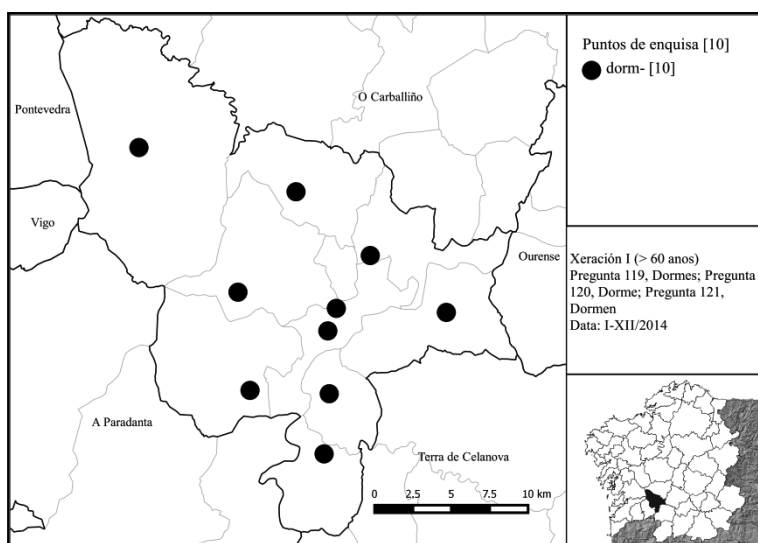 Pontevedra
O Carballiño
Vigo
Ourense
A Paradanta
Terra de Celanova
0 2,5 5 7,5 10 km
Puntos de enquisa [10]
dorm- [10]
Xeración I (> 60 anos)
Pregunta 119, Dormes; Pregunta
120, Dorme; Pregunta 121,
Dormen
Data: I-XII/2014